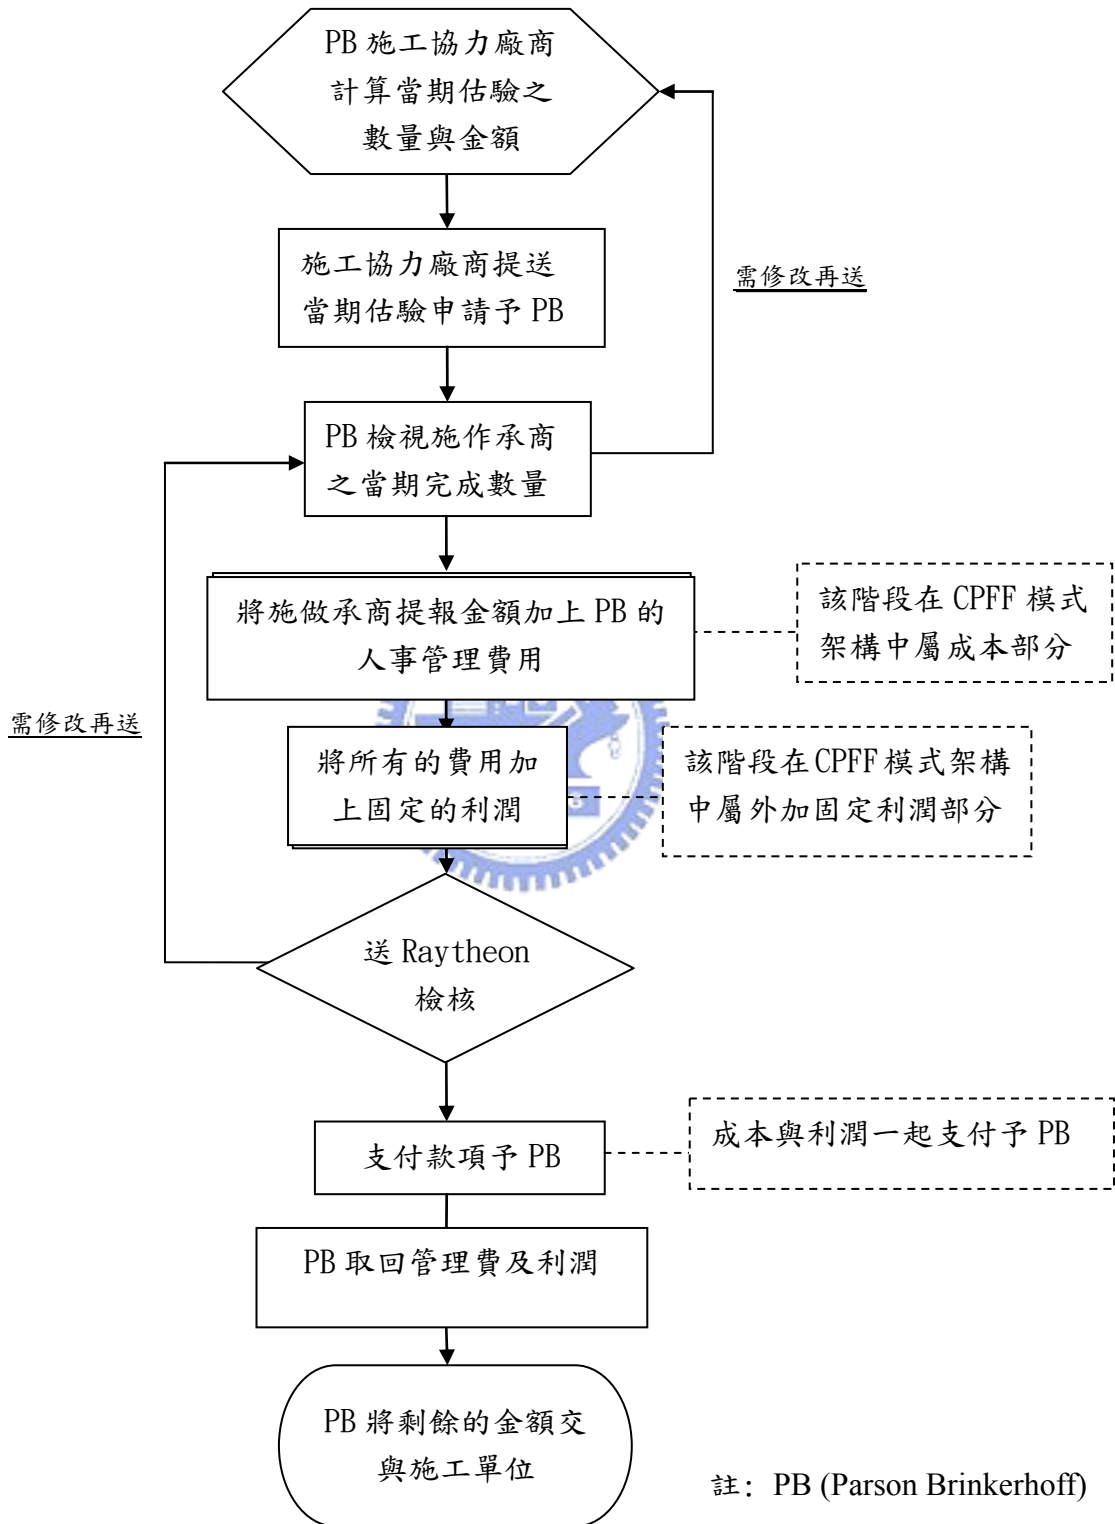 PB 施工協力廠商
計算當期估驗之
數量與金額
施工協力廠商提送
當期估驗申請予 PB
需修改再送
PB 檢視施作承商
之當期完成數量
將施做承商提報金額加上 PB 的
人事管理費用
該階段在 CPFF 模式
架構中屬成本部分
需修改再送
將所有的費用加
上固定的利潤
該階段在 CPFF 模式架構
中屬外加固定利潤部分
送 Raytheon
檢核
支付款項予 PB
成本與利潤一起支付予 PB
PB 取回管理費及利潤
PB 將剩餘的金額交
與施工單位
註: PB (Parson Brinkerhoff)